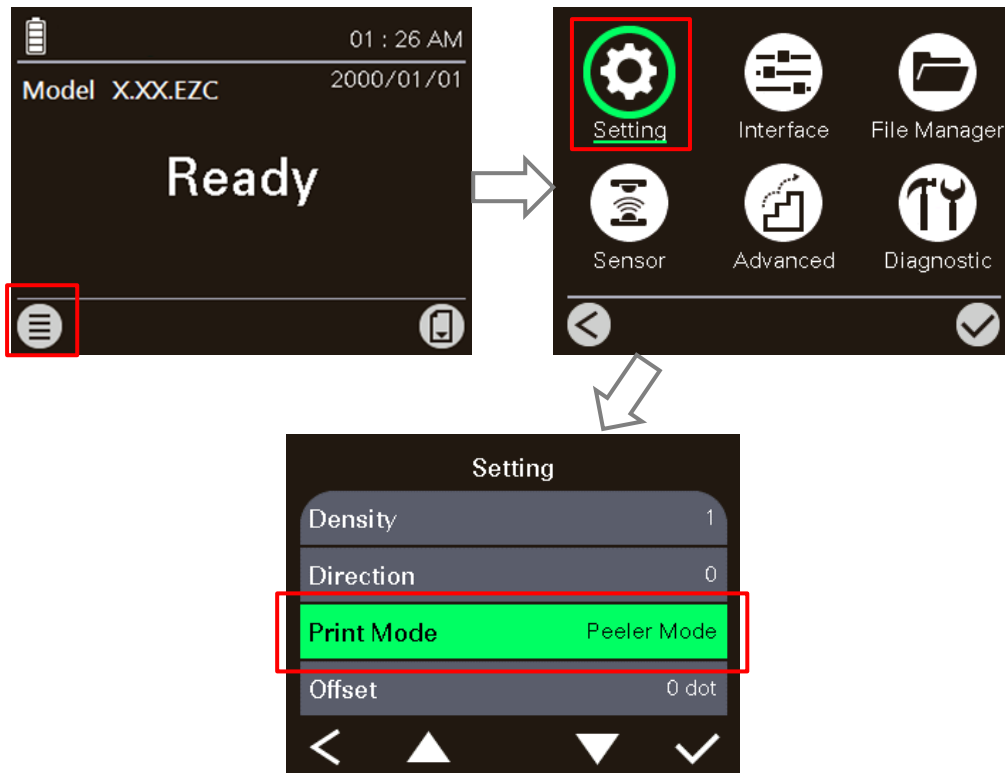 01 : 26 AM
Model X.XX.EZC 2000/01/01
Ready
Setting Interface File Manager
Sensor Advanced Diagnostic
Setting
Density 1
Direction 0
Print Mode Peeler Mode
Offset 0 dot